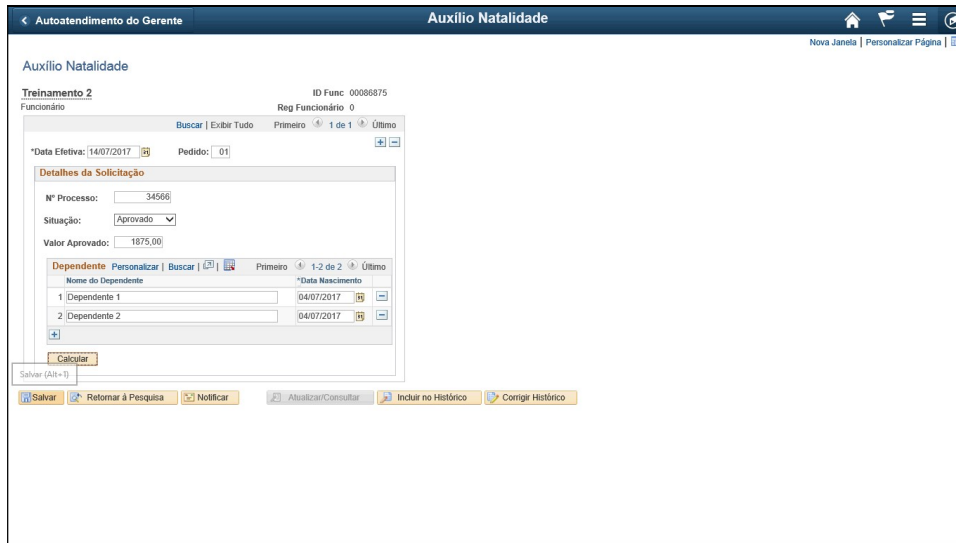 Autoatendimento do Gerente
Auxílio Natalidade
Nova Janela | Personalizar Página |
Auxílio Natalidade
Treinamento 2 ID Func 00086875
Funcionário Reg Funcionário 0
Buscar | Exibir Tudo Primeiro 1 de 1 Último
*Data Efetiva: 14/07/2017 Pedido: 01
Detalhes da Solicitação
Nº Processo: 34566
Situação: Aprovado
Valor Aprovado: 1875,00
Dependente Personalizar | Buscar | | Primeiro 1-2 de 2 Último
Nome do Dependente *Data Nascimento
1 Dependente 1 04/07/2017
2 Dependente 2 04/07/2017
Calcular
Salvar (Alt+1)
Salvar Retornar à Pesquisa Notificar Atualizar/Consultar Incluir no Histórico Corrigir Histórico